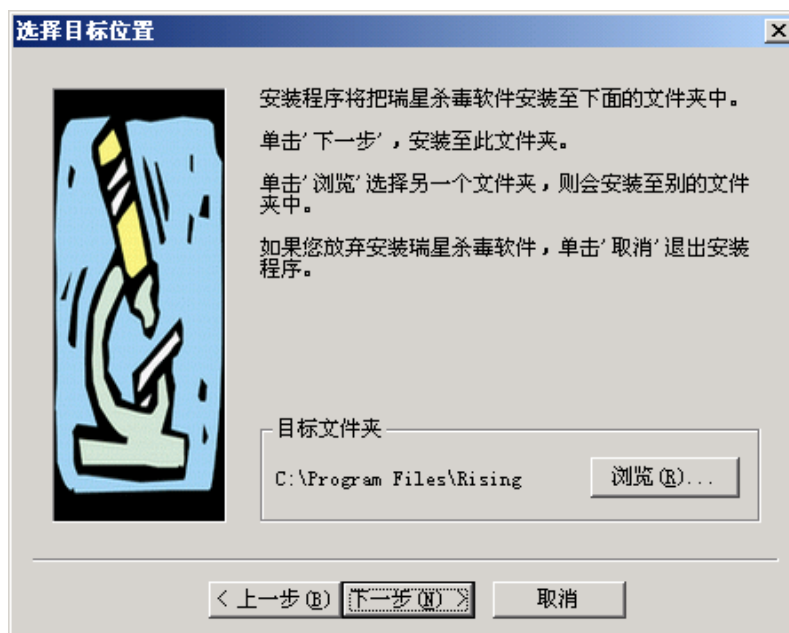 选择目标位置
安装程序将把瑞星杀毒软件安装至下面的文件夹中。
单击'下一步',安装至此文件夹。
单击'浏览'选择另一个文件夹,则会安装至别的文件
夹中。
如果您放弃安装瑞星杀毒软件,单击'取消'退出安装
程序。
目标文件夹
C:\Program Files\Rising
浏览(R)...
< 上一步(B)
下一步(N) >
取消